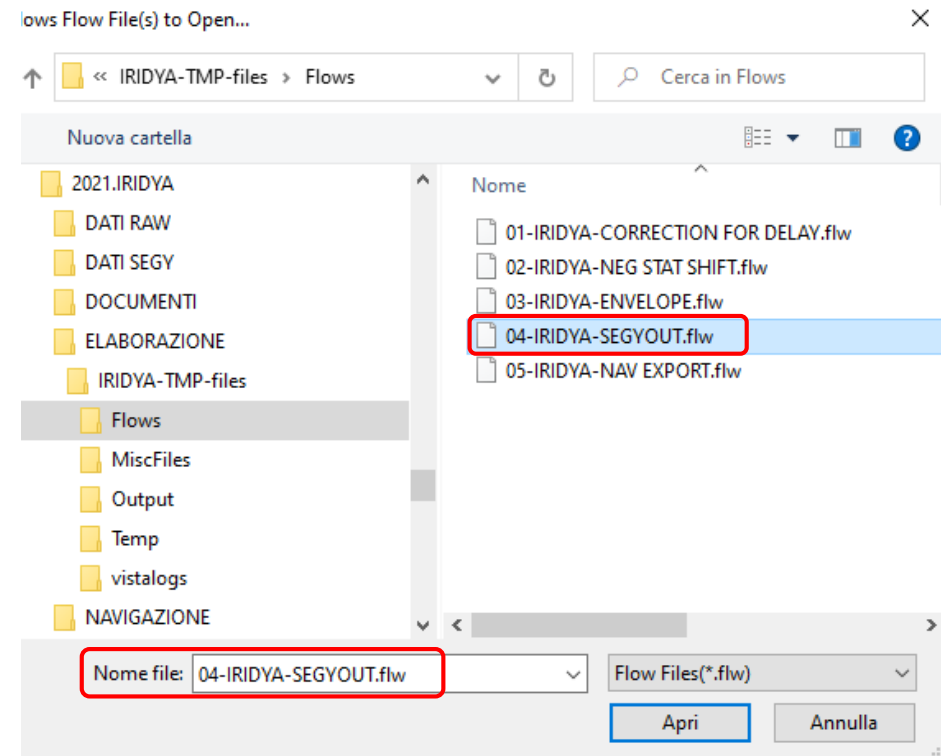 lows Flow File(s) to Open...
« IRIDYA-TMP-files > Flows
Cerca in Flows
Nuova cartella
2021.IRIDYA
DATI RAW
DATI SEGY
DOCUMENTI
ELABORAZIONE
IRIDYA-TMP-files
Flows
MiscFiles
Output
Temp
vistalogs
NAVIGAZIONE
Nome
01-IRIDYA-CORRECTION FOR DELAY.flw
02-IRIDYA-NEG STAT SHIFT.flw
03-IRIDYA-ENVELOPE.flw
04-IRIDYA-SEGYOUT.flw
05-IRIDYA-NAV EXPORT.flw
Nome file: 04-IRIDYA-SEGYOUT.flw
Flow Files(*.flw)
Apri
Annulla